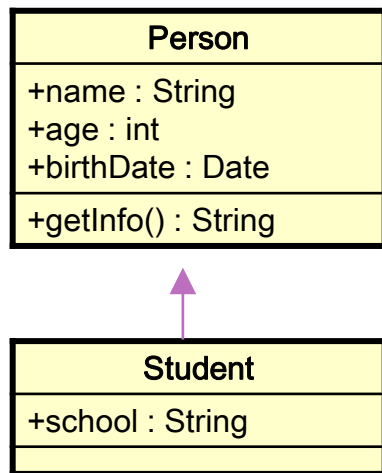 Person
+name : String
+age : int
+birthDate : Date
+getInfo() : String
Student
+school : String